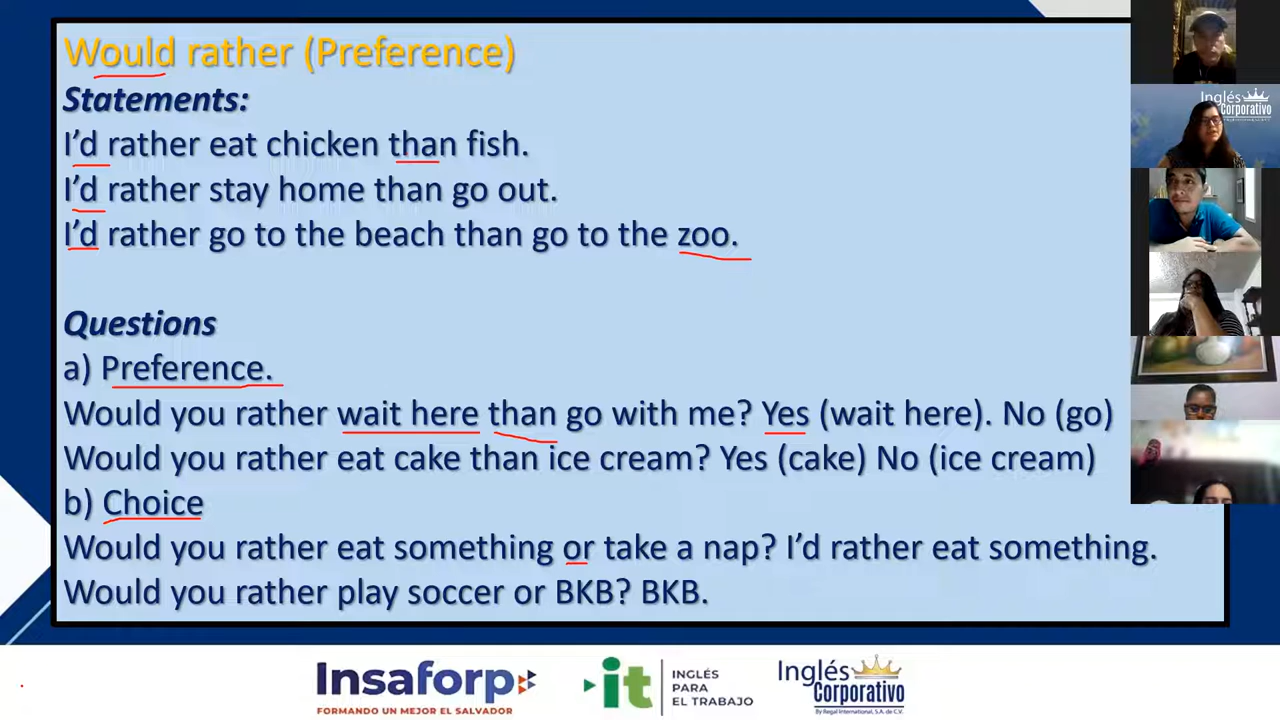 Would rather (Preference)
Statements:
I'd rather eat chicken than fish.
I'd rather stay home than go out.
I'd rather go to the beach than go to the zoo.
Questions
a) Preference.
Would you rather wait here than go with me? Yes (wait here). No (go)
Would you rather eat cake than ice cream? Yes (cake) No (ice cream)
b) Choice
Would you rather eat something or take a nap? I'd rather eat something.
Would you rather play soccer or BKB? BKB.
Inglés
Corporativo
Insaforp
FORMANDO UN MEJOR EL SALVADOR
it
INGLÉS
PARA
EL TRABAJO
Inglés
Corporativo
By Regal International, S.A. de C.V.